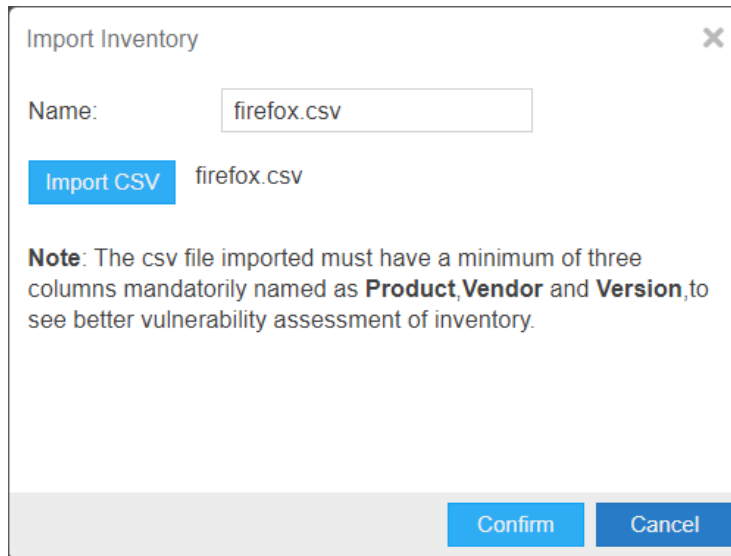 Import Inventory
Name: firefox.csv
Import CSV firefox.csv
Note: The csv file imported must have a minimum of three
columns mandatorily named as Product,Vendor and Version,to
see better vulnerability assessment of inventory.
Confirm Cancel